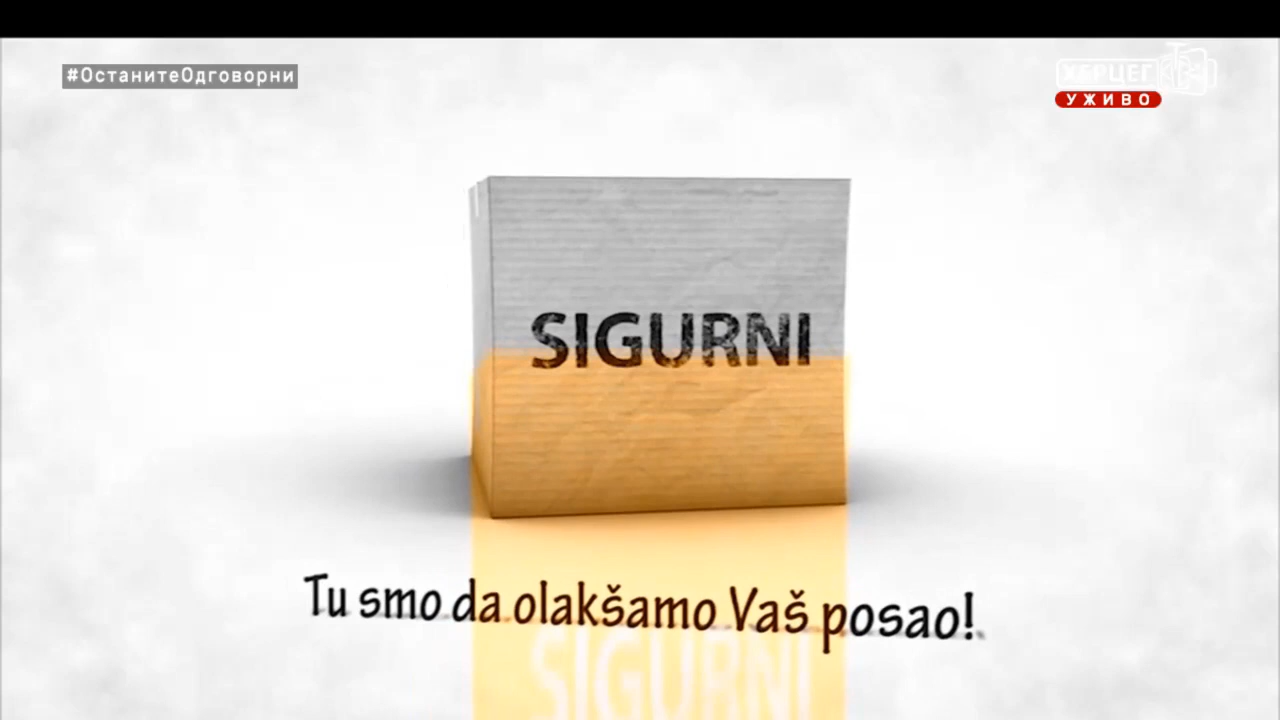 #ОстанитеОдговорни
ХЕРЦЕГ
УЖИВО
SIGURNI
Tu smo da olakšamo Vaš posao!
SIGURNI